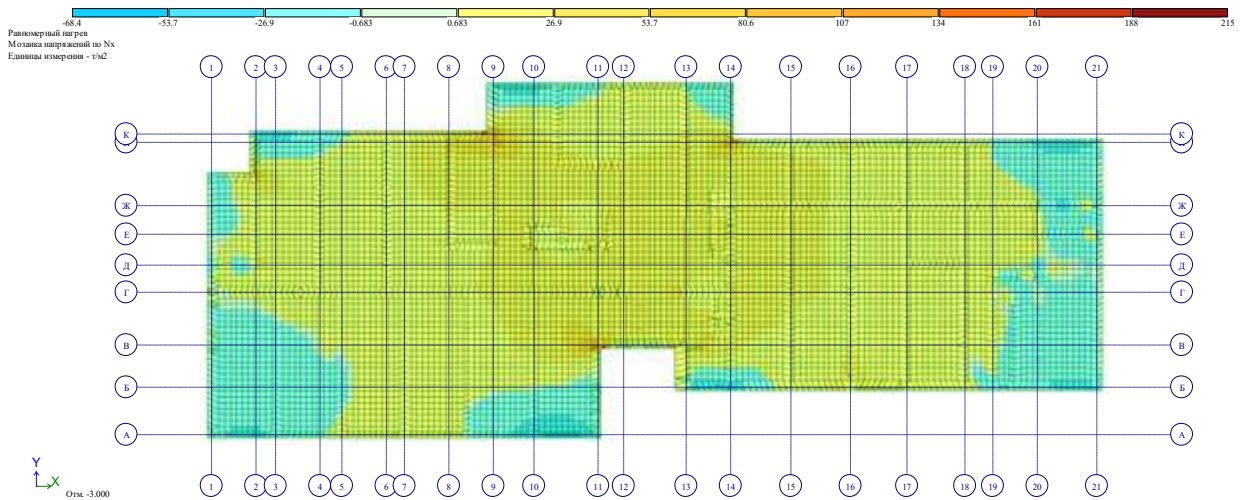 -68.4 -53.7 -26.9 -0.683 0.683 26.9 53.7 80.6 107 134 161 188 215
Равномерный нагрев
Мозаика напряжений по Nx
Единицы измерения - т/м2
1 2 3 4 5 6 7 8 9 10 11 12 13 14 15 16 17 18 19 20 21
К К
Ж Ж
Е Е
Д Д
Г Г
В В
Б Б
А А
Y
X
1 2 3 4 5 6 7 8 9 10 11 12 13 14 15 16 17 18 19 20 21
Отм. -3.000